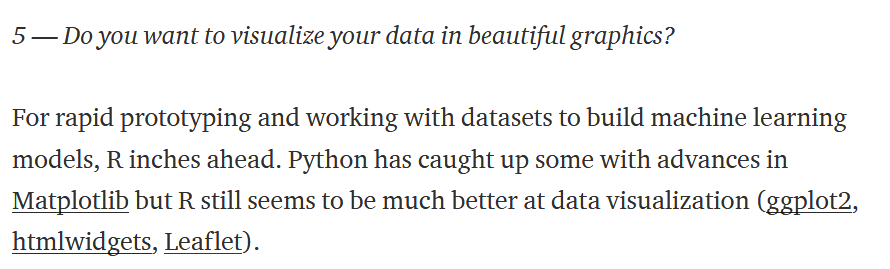 5 — Do you want to visualize your data in beautiful graphics?
For rapid prototyping and working with datasets to build machine learning
models, R inches ahead. Python has caught up some with advances in
Matplotlib but R still seems to be much better at data visualization (ggplot2,
htmlwidgets, Leaflet).